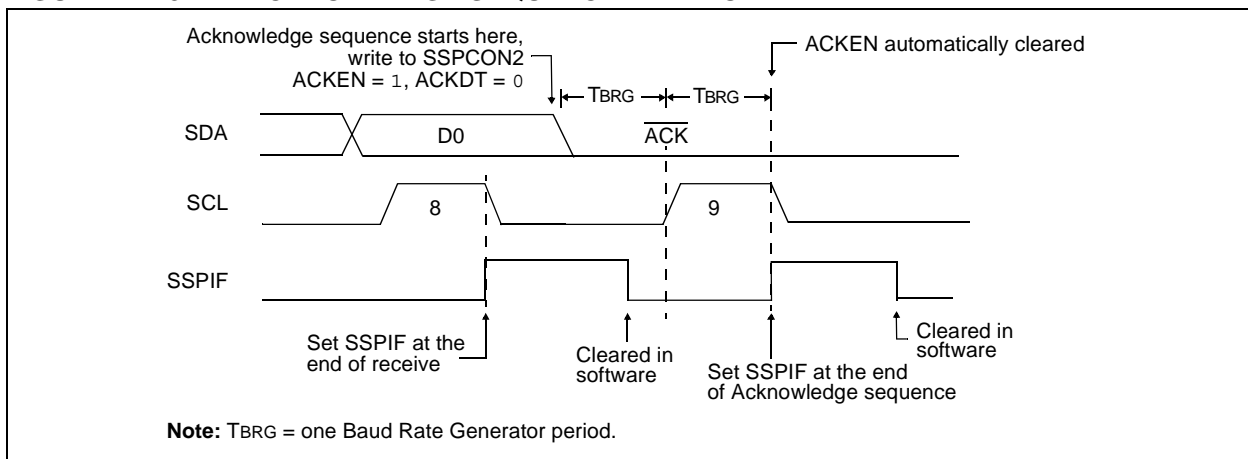 Acknowledge sequence starts here,
write to SSPCON2
ACKEN = 1, ACKDT = 0
ACKEN automatically cleared
TBRG
TBRG
SDA
D0
ACK
SCL
8
9
SSPIF
Set SSPIF at the
end of receive
Cleared in
software
Set SSPIF at the end
of Acknowledge sequence
Cleared in
software
Note: TBRG = one Baud Rate Generator period.